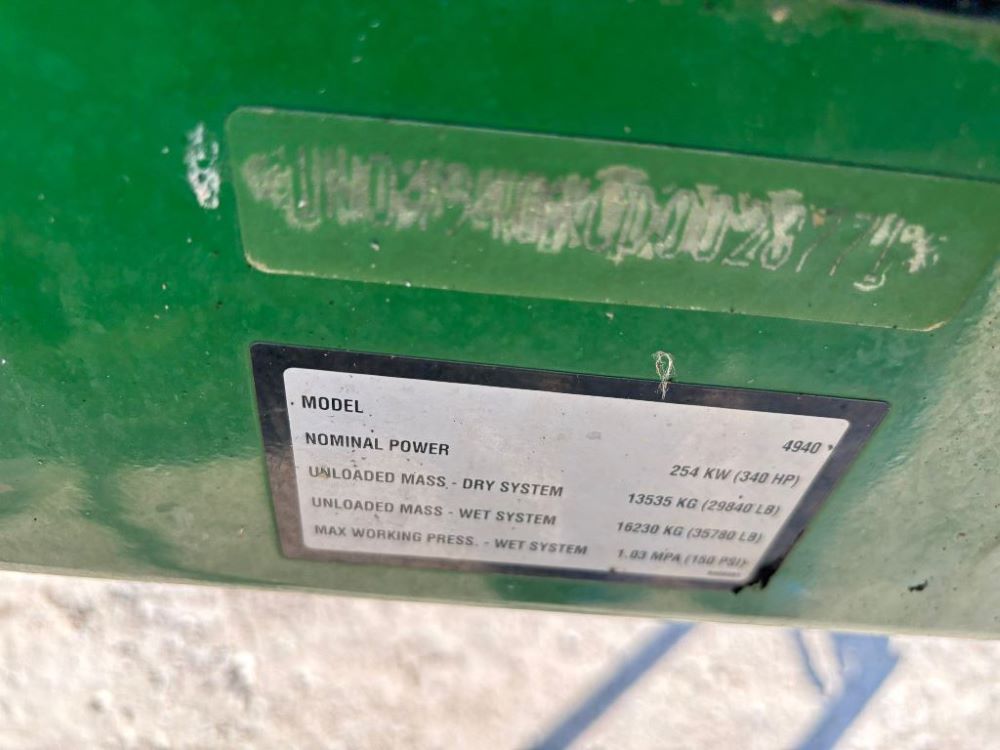 MODEL 4940
NOMINAL POWER 254 KW (340 HP)
UNLOADED MASS - DRY SYSTEM 13535 KG (29840 LB)
UNLOADED MASS - WET SYSTEM 16230 KG (35780 LB)
MAX WORKING PRESS. - WET SYSTEM 1.03 MPA (150 PSI)